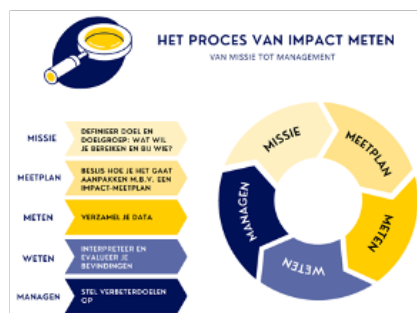 HET PROCES VAN IMPACT METEN
VAN MISSIE TOT MANAGEMENT
MISSIE
DEFINIEER DOEL EN
DOELGROEP: WAT WIL
JE BEREIKEN EN BIJ WIE?
MEETPLAN
BESLIS HOE JE HET GAAT
AANPAKKEN M.B.V. EEN
IMPACT-MEETPLAN
METEN
VERZAMEL JE DATA
WETEN
INTERPRETEER EN
EVALUEER JE
BEVINDINGEN
MANAGEN
STEL VERBETERDOELEN
OP
MISSIE
MEETPLAN
METEN
WETEN
MANAGEN